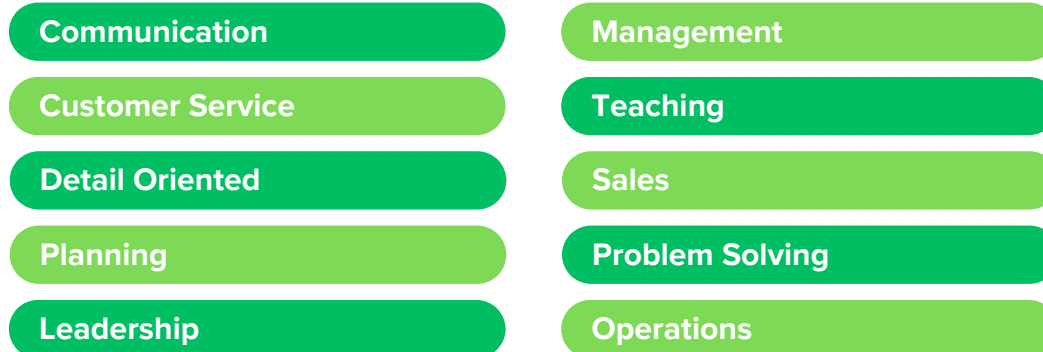 Communication
Customer Service
Detail Oriented
Planning
Leadership
Management
Teaching
Sales
Problem Solving
Operations